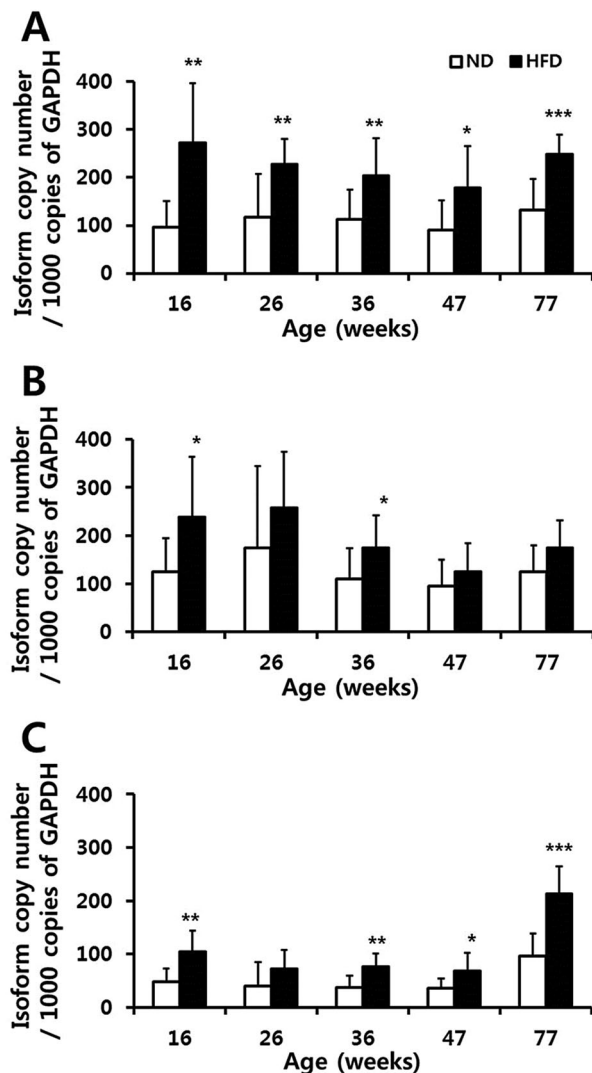 A
ND HFD
Isoform copy number
/ 1000 copies of GAPDH
400
300
200
100
0
**
**
**
*
***
16 26 36 47 77
Age (weeks)
B
Isoform copy number
/ 1000 copies of GAPDH
400
300
200
100
0
*
*
16 26 36 47 77
Age (weeks)
C
Isoform copy number
/ 1000 copies of GAPDH
400
300
200
100
0
**
**
*
***
16 26 36 47 77
Age (weeks)